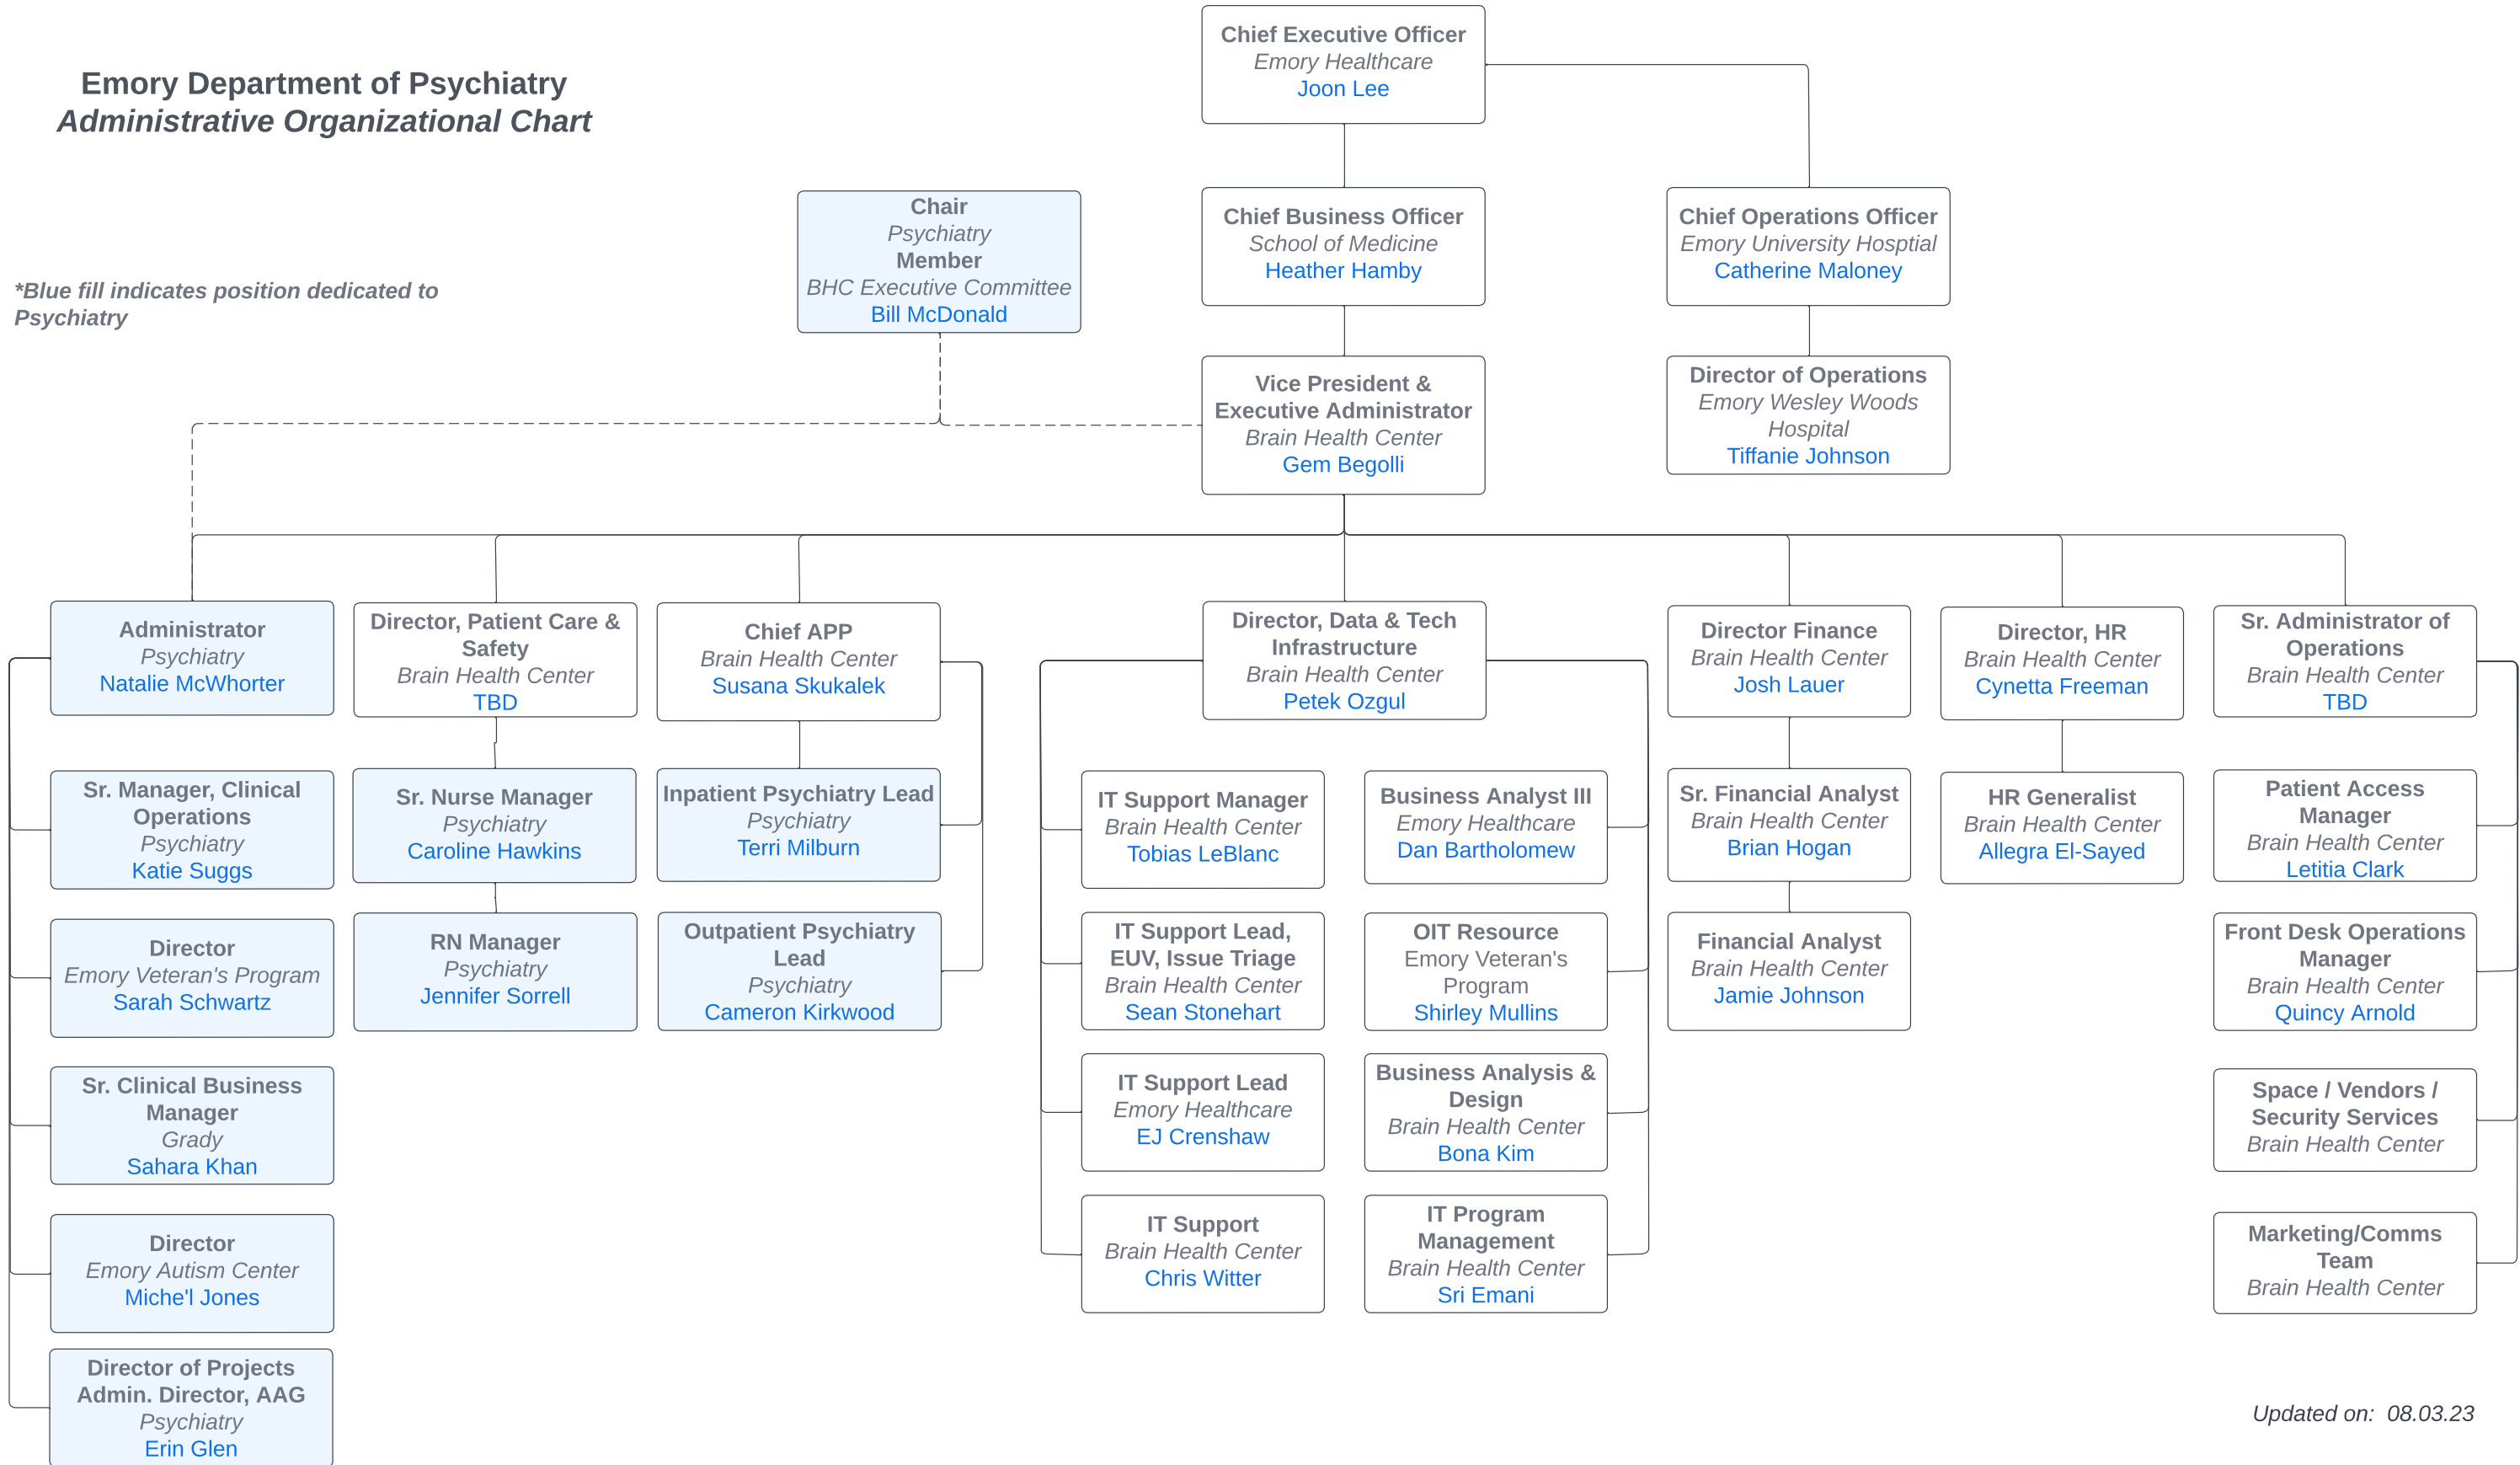 Emory Department of Psychiatry
Administrative Organizational Chart
*Blue fill indicates position dedicated to
Psychiatry
Chief Executive Officer
Emory Healthcare
Joon Lee
Chair
Psychiatry
Member
BHC Executive Committee
Bill McDonald
Chief Business Officer
School of Medicine
Heather Hamby
Chief Operations Officer
Emory University Hosptial
Catherine Maloney
Vice President &
Executive Administrator
Brain Health Center
Gem Begolli
Director of Operations
Emory Wesley Woods
Hospital
Tiffanie Johnson
Administrator
Psychiatry
Natalie McWhorter
Director, Patient Care &
Safety
Brain Health Center
TBD
Chief APP
Brain Health Center
Susana Skukalek
Director, Data & Tech
Infrastructure
Brain Health Center
Petek Ozgul
Director Finance
Brain Health Center
Josh Lauer
Director, HR
Brain Health Center
Cynetta Freeman
Sr. Administrator of
Operations
Brain Health Center
TBD
Sr. Manager, Clinical
Operations
Psychiatry
Katie Suggs
Sr. Nurse Manager
Psychiatry
Caroline Hawkins
Inpatient Psychiatry Lead
Psychiatry
Terri Milburn
IT Support Manager
Brain Health Center
Tobias LeBlanc
Business Analyst III
Emory Healthcare
Dan Bartholomew
Sr. Financial Analyst
Brain Health Center
Brian Hogan
HR Generalist
Brain Health Center
Allegra El-Sayed
Patient Access
Manager
Brain Health Center
Letitia Clark
Director
Emory Veteran's Program
Sarah Schwartz
RN Manager
Psychiatry
Jennifer Sorrell
Outpatient Psychiatry
Lead
Psychiatry
Cameron Kirkwood
IT Support Lead,
EUV, Issue Triage
Brain Health Center
Sean Stonehart
OIT Resource
Emory Veteran's
Program
Shirley Mullins
Financial Analyst
Brain Health Center
Jamie Johnson
Front Desk Operations
Manager
Brain Health Center
Quincy Arnold
Sr. Clinical Business
Manager
Grady
Sahara Khan
IT Support Lead
Emory Healthcare
EJ Crenshaw
Business Analysis &
Design
Brain Health Center
Bona Kim
Space / Vendors /
Security Services
Brain Health Center
Director
Emory Autism Center
Miche'l Jones
IT Support
Brain Health Center
Chris Witter
IT Program
Management
Brain Health Center
Sri Emani
Marketing/Comms
Team
Brain Health Center
Director of Projects
Admin. Director, AAG
Psychiatry
Erin Glen
Updated on: 08.03.23